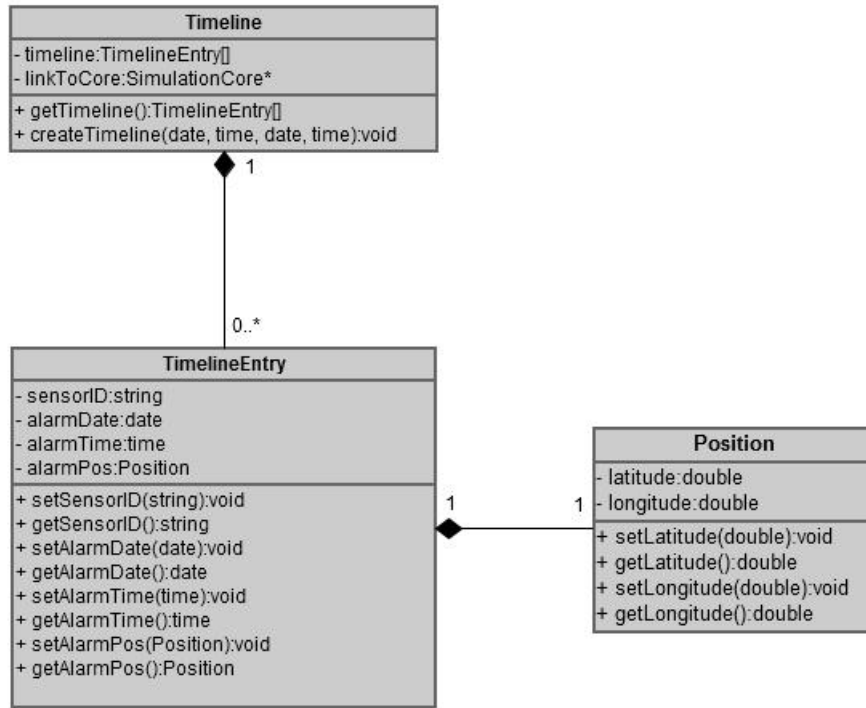 Timeline
- timeline:TimelineEntry[]
- linkToCore:SimulationCore*
+ getTimeline():TimelineEntry[]
+ createTimeline(date, time, date, time):void
1
0..*
TimelineEntry
- sensorID:string
- alarmDate:date
- alarmTime:time
- alarmPos:Position
+ setSensorID(string):void
+ getSensorID():string
+ setAlarmDate(date):void
+ getAlarmDate():date
+ setAlarmTime(time):void
+ getAlarmTime():time
+ setAlarmPos(Position):void
+ getAlarmPos():Position
1
1
Position
- latitude:double
- longitude:double
+ setLatitude(double):void
+ getLatitude():double
+ setLongitude(double):void
+ getLongitude():double